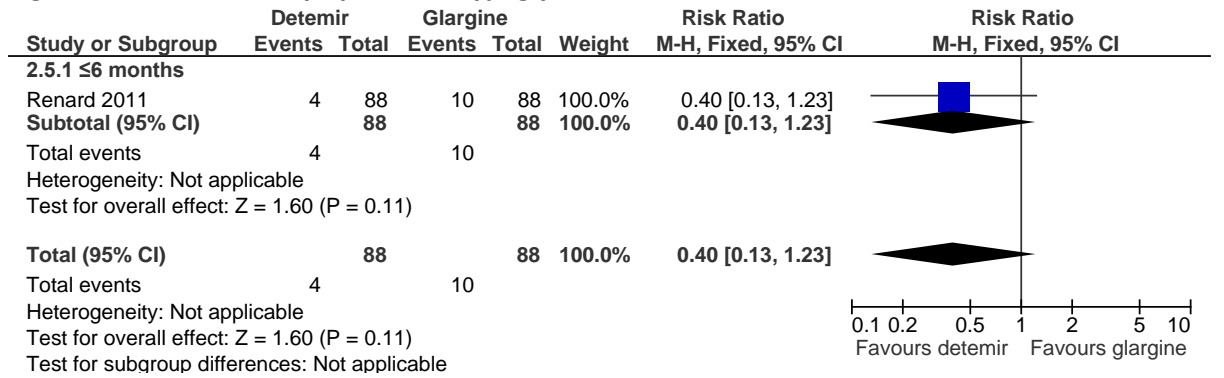 Detemir Glargine Risk Ratio Risk Ratio
Study or Subgroup Events Total Events Total Weight M-H, Fixed, 95% CI M-H, Fixed, 95% CI
2.5.1 ≤6 months
Renard 2011 4 88 10 88 100.0% 0.40 [0.13, 1.23]
Subtotal (95% CI) 88 88 100.0% 0.40 [0.13, 1.23]
Total events 4 10
Heterogeneity: Not applicable
Test for overall effect: Z = 1.60 (P = 0.11)
Total (95% CI) 88 88 100.0% 0.40 [0.13, 1.23]
Total events 4 10
Heterogeneity: Not applicable
Test for overall effect: Z = 1.60 (P = 0.11)
Test for subgroup differences: Not applicable
0.1 0.2 0.5 1 2 5 10
Favours detemir Favours glargine